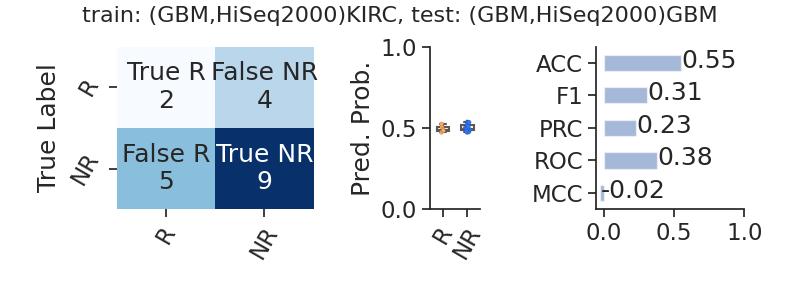 train: (GBM,HiSeq2000)KIRC, test: (GBM,HiSeq2000)GBM
True Label
R
NR
True R
2
False NR
4
False R
5
True NR
9
R
NR
Pred. Prob.
1.0
0.5
0.0
R
NR
ACC
0.55
F1
0.31
PRC
0.23
ROC
0.38
MCC
-0.02
0.0
0.5
1.0